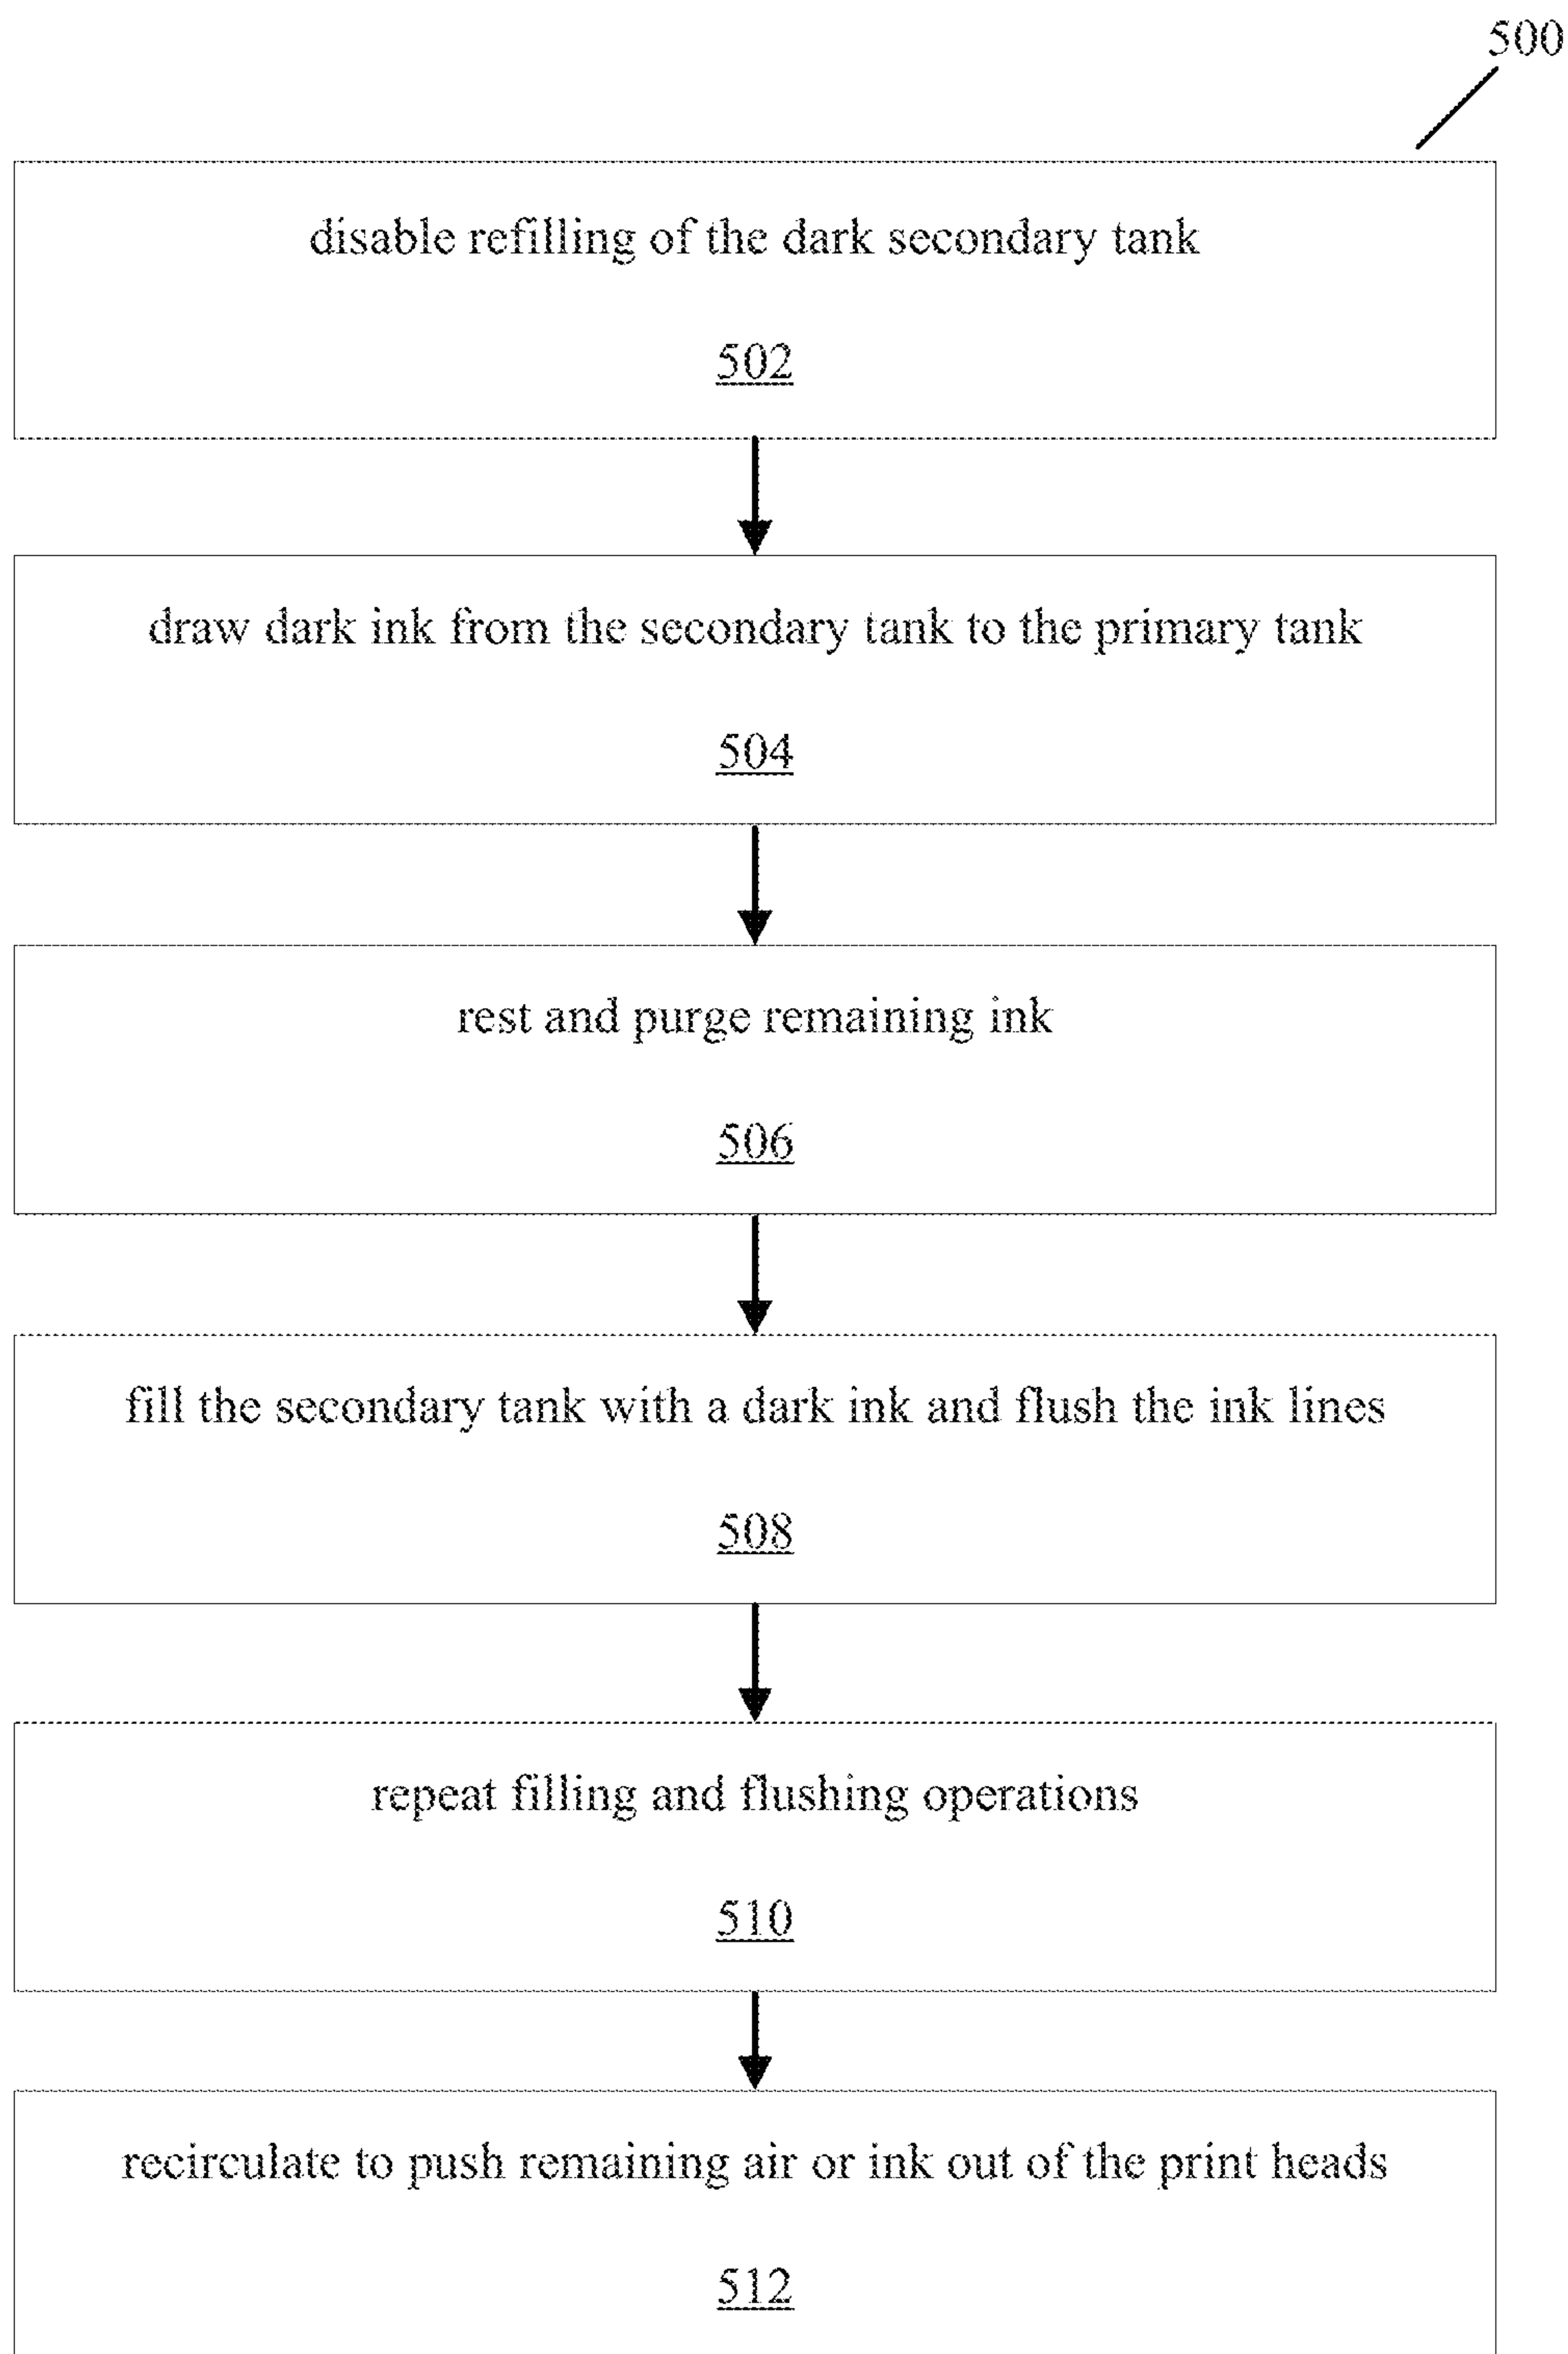 500
disable refilling of the dark secondary tank
502
draw dark ink from the secondary tank to the primary tank
504
rest and purge remaining ink
506
fill the secondary tank with a dark ink and flush the ink lines
508
repeat filling and flushing operations
510
recirculate to push remaining air or ink out of the print heads
512